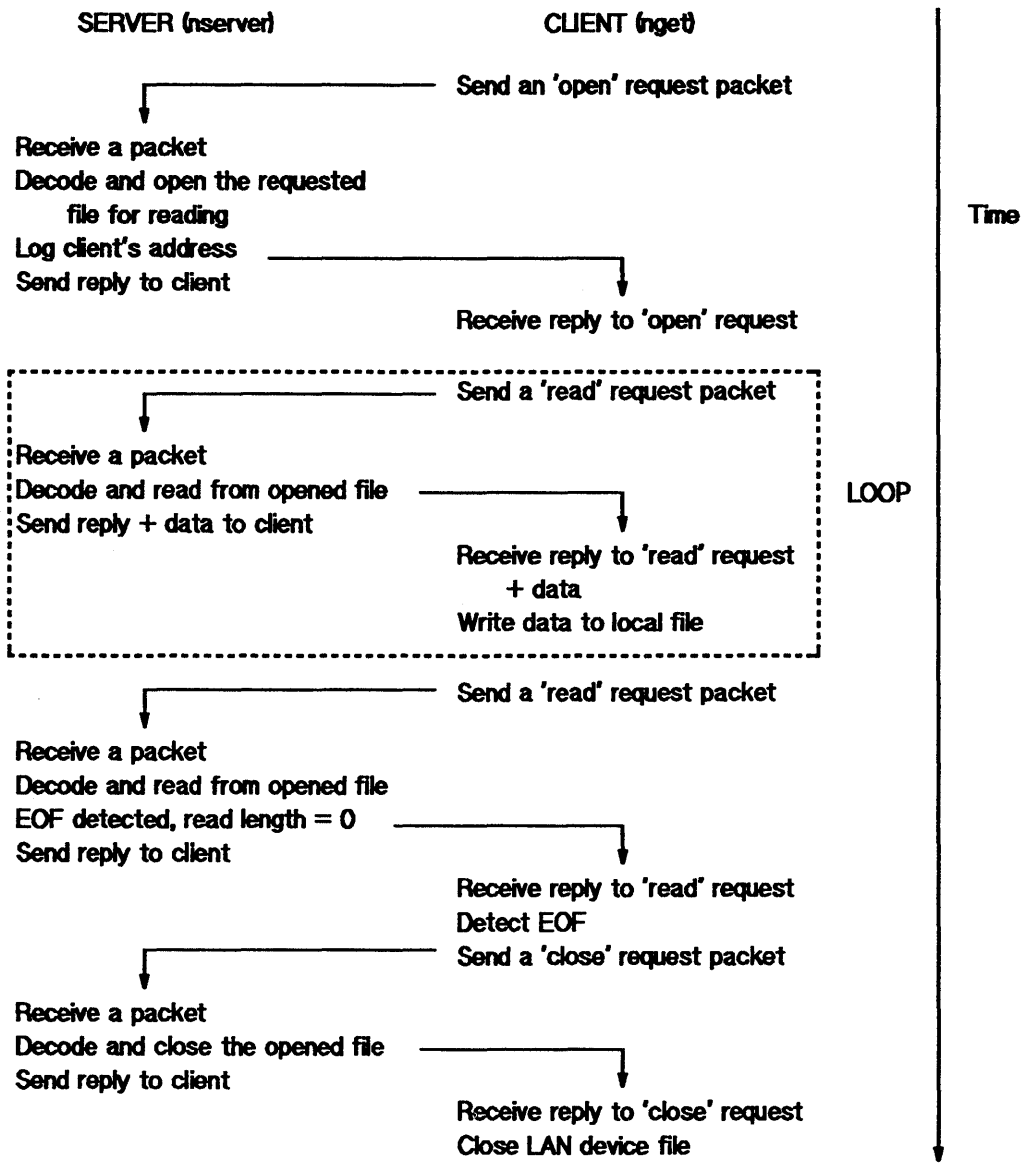 SERVER (nserver)
CLIENT (nget)
Send an 'open' request packet
Receive a packet
Decode and open the requested
file for reading
Log client's address
Send reply to client
Time
Receive reply to 'open' request
Send a 'read' request packet
Receive a packet
Decode and read from opened file
Send reply + data to client
LOOP
Receive reply to 'read' request
+ data
Write data to local file
Send a 'read' request packet
Receive a packet
Decode and read from opened file
EOF detected, read length = 0
Send reply to client
Receive reply to 'read' request
Detect EOF
Send a 'close' request packet
Receive a packet
Decode and close the opened file
Send reply to client
Receive reply to 'close' request
Close LAN device file